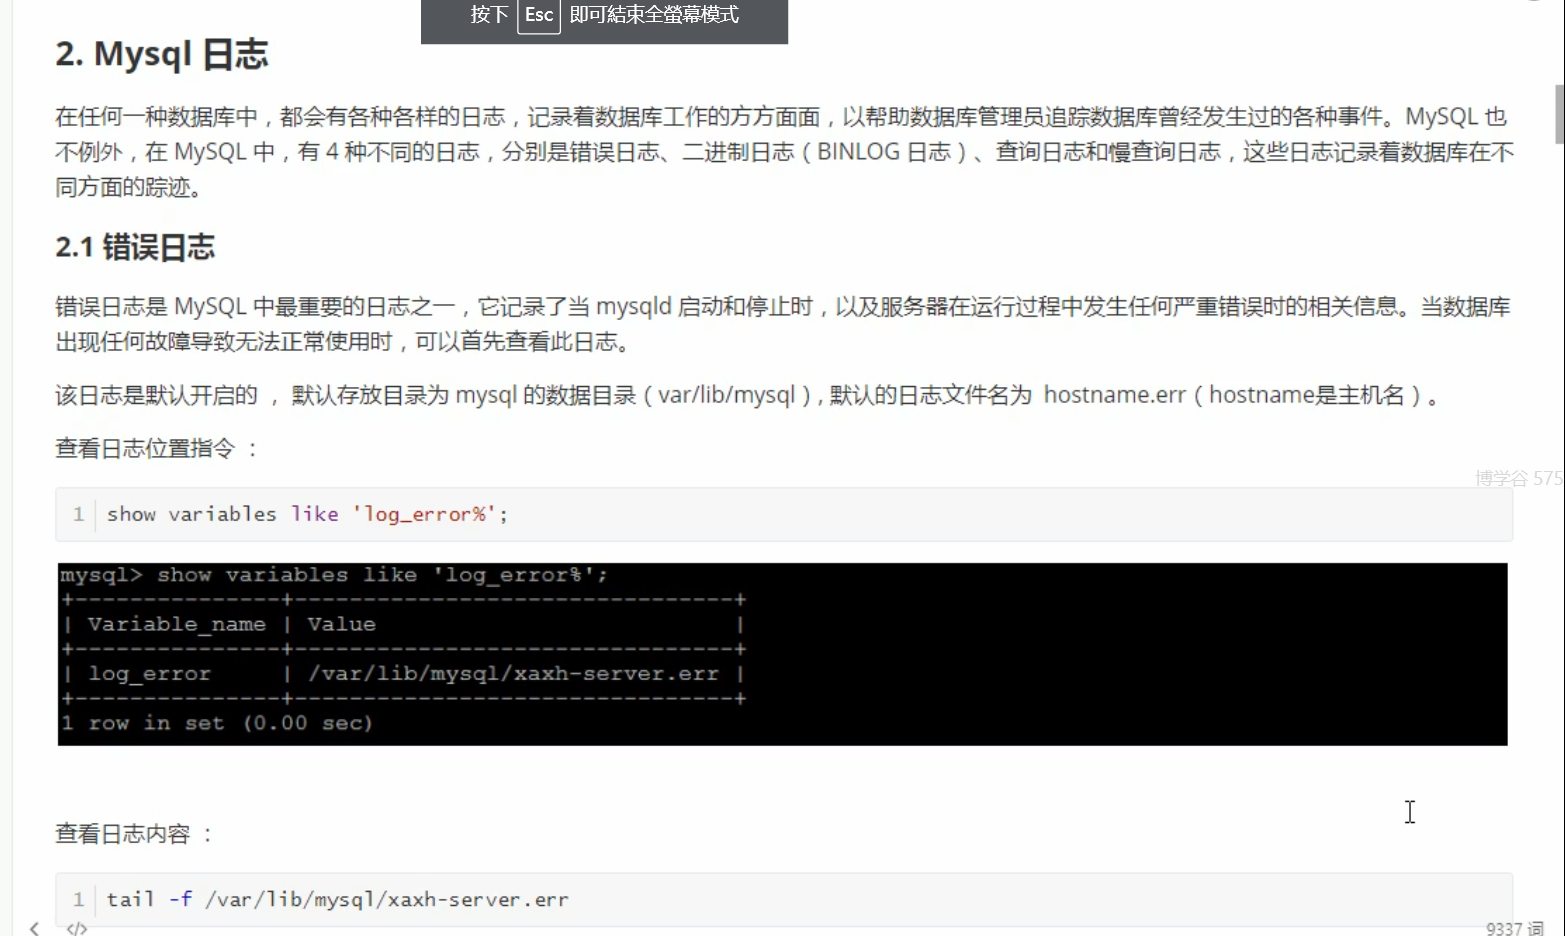 按下 Esc 即可結束全螢幕模式
2. Mysql 日志
在任何一种数据库中，都会有各种各样的日志，记录着数据库工作的方方面面，以帮助数据库管理员追踪数据库曾经发生过的各种事件。MySQL 也
不例外，在 MySQL 中，有 4 种不同的日志，分别是错误日志、二进制日志（BINLOG 日志）、查询日志和慢查询日志，这些日志记录着数据库在不
同方面的踪迹。
2.1 错误日志
错误日志是 MySQL 中最重要的日志之一，它记录了当 mysqld 启动和停止时，以及服务器在运行过程中发生任何严重错误时的相关信息。当数据库
出现任何故障导致无法正常使用时，可以首先查看此日志。
该日志是默认开启的 ， 默认存放目录为 mysql 的数据目录（var/lib/mysql）, 默认的日志文件名为 hostname.err（hostname是主机名）。
查看日志位置指令 ：
博学谷 575
1 show variables like 'log_error%';
mysql> show variables like 'log_error%';
+---------------+--------------------------------+
| Variable_name | Value                          |
+---------------+--------------------------------+
| log_error     | /var/lib/mysql/xaxh-server.err |
+---------------+--------------------------------+
1 row in set (0.00 sec)
查看日志内容 ：
1 tail -f /var/lib/mysql/xaxh-server.err
< </> 9337 词